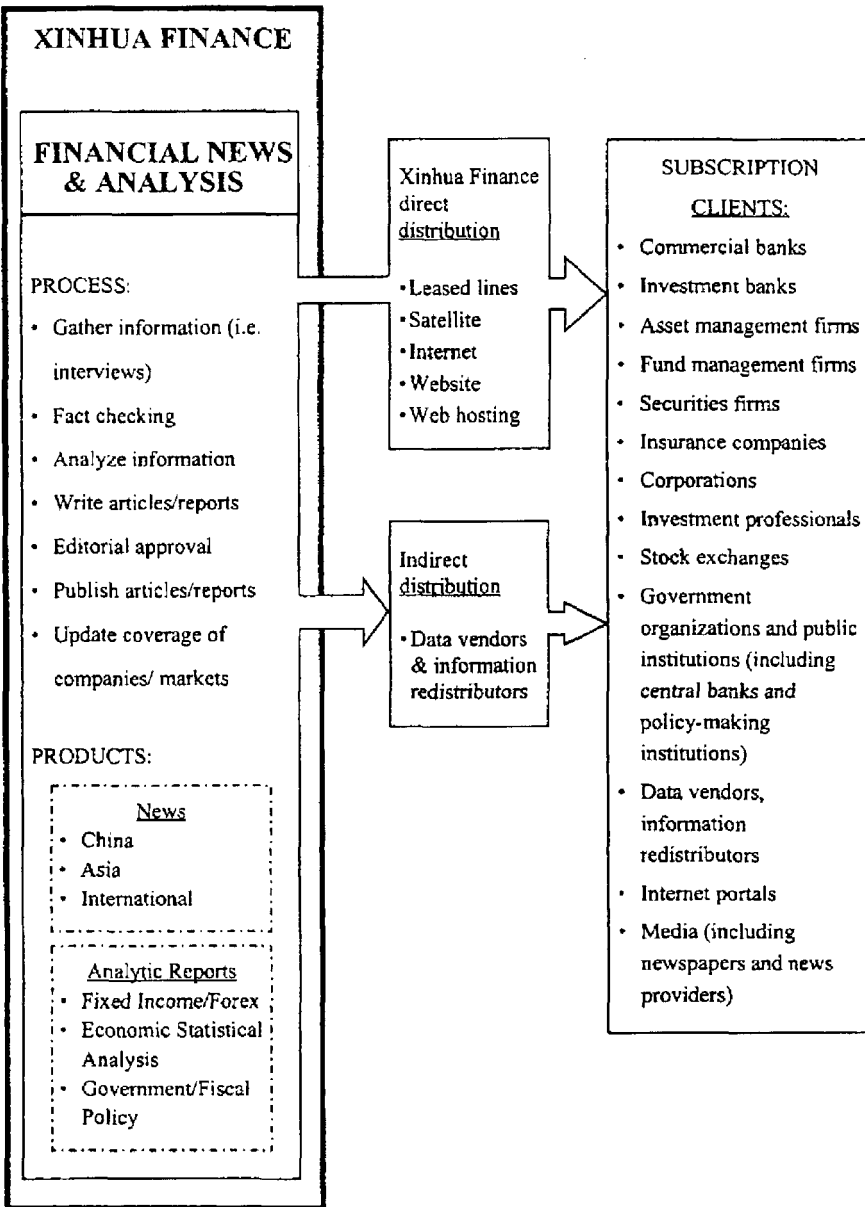 XINHUA FINANCE
FINANCIAL NEWS
& ANALYSIS
PROCESS:
• Gather information (i.e.
interviews)
• Fact checking
• Analyze information
• Write articles/reports
• Editorial approval
• Publish articles/reports
• Update coverage of
companies/ markets
PRODUCTS:
News
• China
• Asia
• International
Analytic Reports
• Fixed Income/Forex
• Economic Statistical
Analysis
• Government/Fiscal
Policy
Xinhua Finance
direct
distribution
•Leased lines
•Satellite
•Internet
•Website
•Web hosting
Indirect
distribution
•Data vendors
& information
redistributors
SUBSCRIPTION
CLIENTS:
• Commercial banks
• Investment banks
• Asset management firms
• Fund management firms
• Securities firms
• Insurance companies
• Corporations
• Investment professionals
• Stock exchanges
• Government
organizations and public
institutions (including
central banks and
policy-making
institutions)
• Data vendors,
information
redistributors
• Internet portals
• Media (including
newspapers and news
providers)